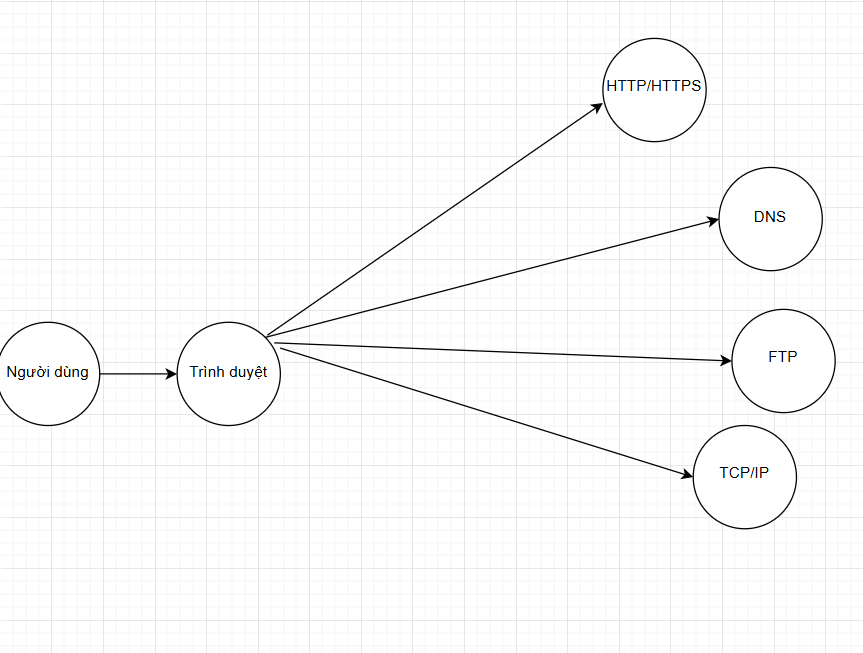 HTTP/HTTPS
DNS
Người dùng
Trình duyệt
FTP
TCP/IP